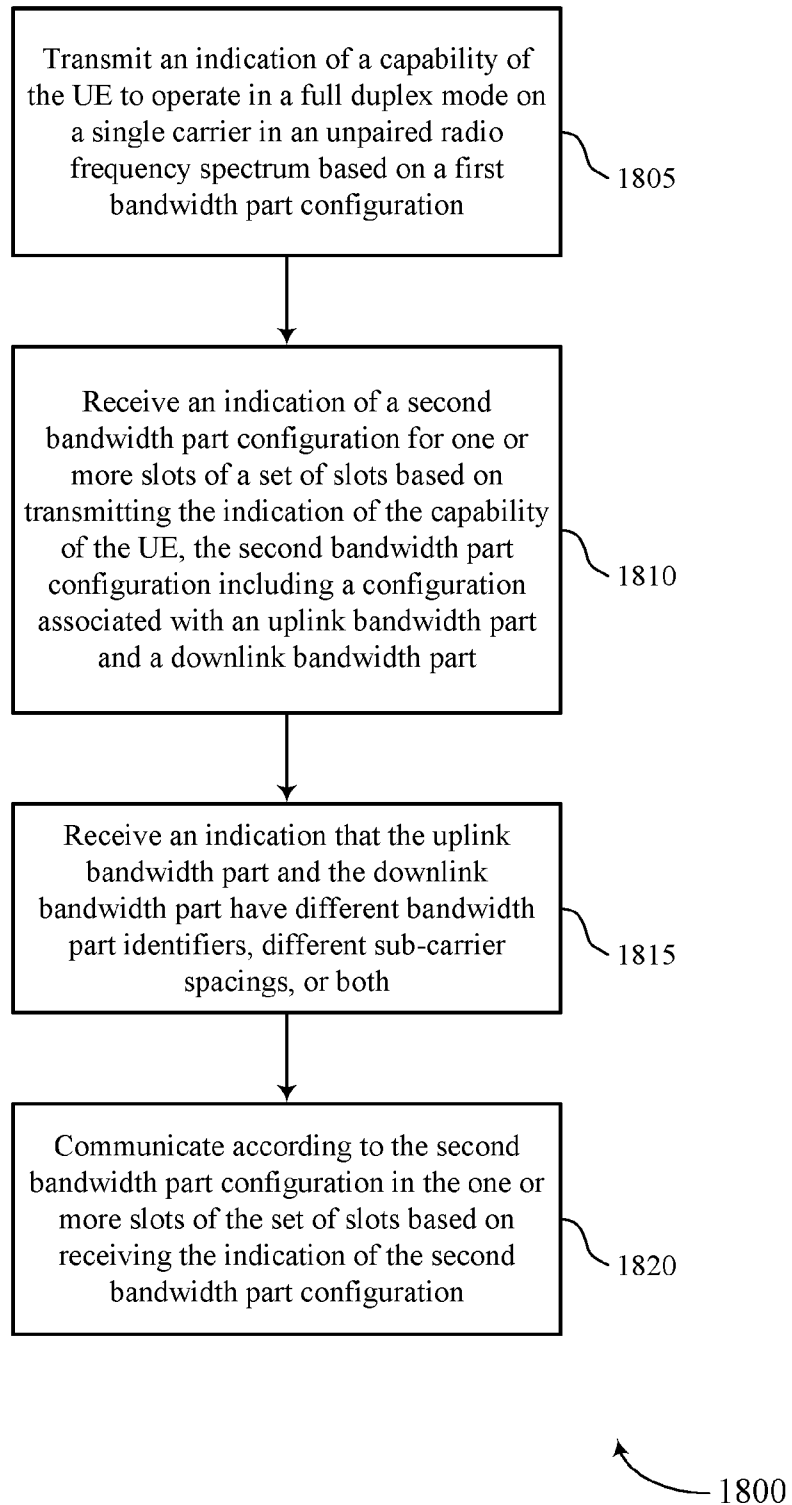 Transmit an indication of a capability of
the UE to operate in a full duplex mode on
a single carrier in an unpaired radio
frequency spectrum based on a first
bandwidth part configuration
1805
Receive an indication of a second
bandwidth part configuration for one or
more slots of a set of slots based on
transmitting the indication of the capability
of the UE, the second bandwidth part
configuration including a configuration
associated with an uplink bandwidth part
and a downlink bandwidth part
1810
Receive an indication that the uplink
bandwidth part and the downlink
bandwidth part have different bandwidth
part identifiers, different sub-carrier
spacings, or both
1815
Communicate according to the second
bandwidth part configuration in the one or
more slots of the set of slots based on
receiving the indication of the second
bandwidth part configuration
1820
1800